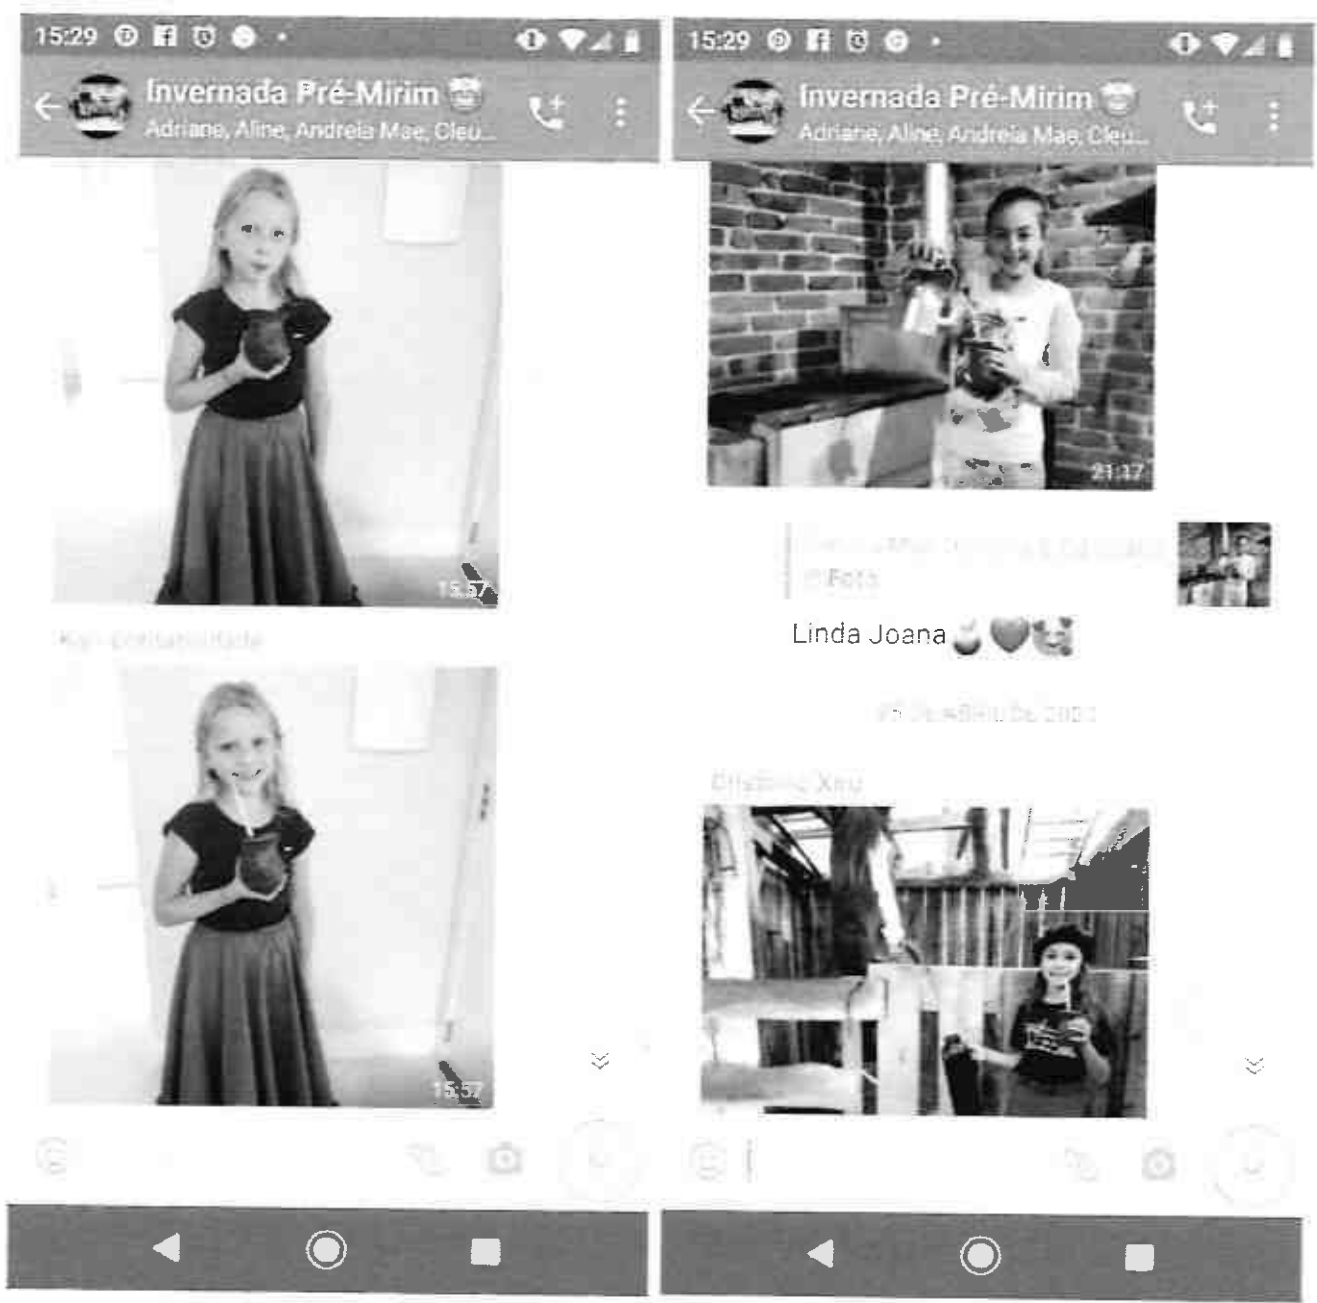 15:29
Invernada Pré-Mirim
Adriane, Aline, Andreia Mae, Cleu...
15:57
15:57
15:29
Invernada Pré-Mirim
Adriane, Aline, Andreia Mae, Cleu...
21:17
Foto
Linda Joana